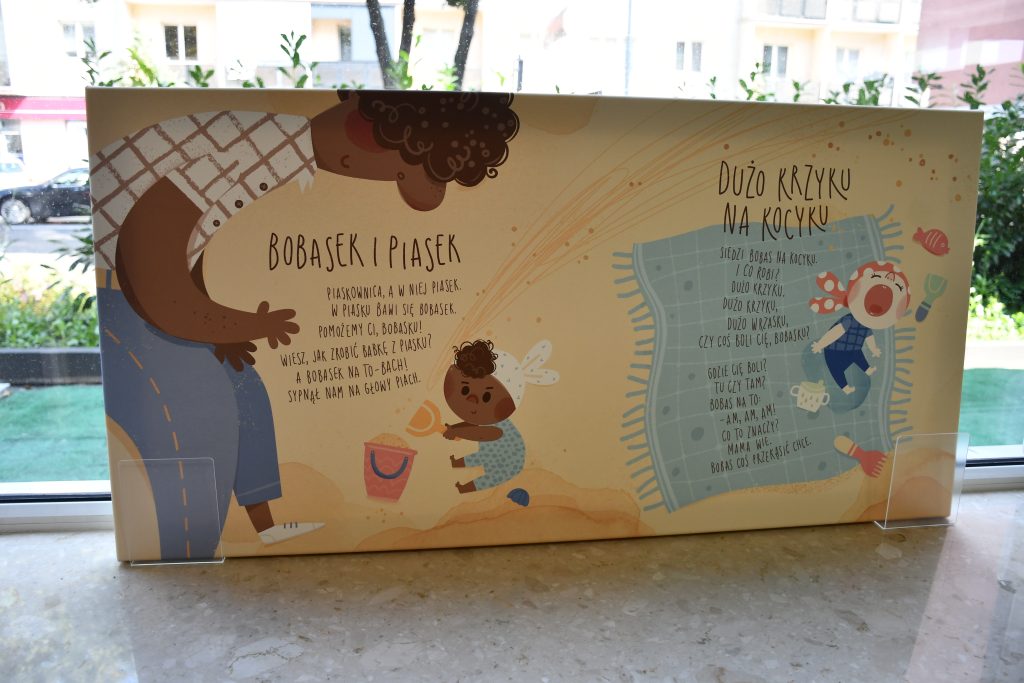 BOBASEK I PIASEK
PIASKOWNICA, A W NIEJ PIASEK.
W PIASKU BAWI SIĘ BOBASEK.
POMOŻEMY CI, BOBASKU!
WIESZ, JAK ZROBIĆ BABKĘ Z PIASKU?
A BOBASEK NA TO - BACH!
SYPNĄŁ NAM NA GŁOWY PIACH.
DUŻO KRZYKU
NA KOCYKU
SIEDZI BOBAS NA KOCYKU.
I CO ROBI?
DUŻO KRZYKU,
DUŻO KRZYKU,
DUŻO WRZASKU,
CZY COŚ BOLI CIĘ, BOBASKU?
GDZIE CIĘ BOLI?
TU CZY TAM?
BOBAS NA TO:
- AM, AM, AM!
CO TO ZNACZY?
MAMA WIE.
BOBAS COŚ PRZEKĄSIĆ CHCE.